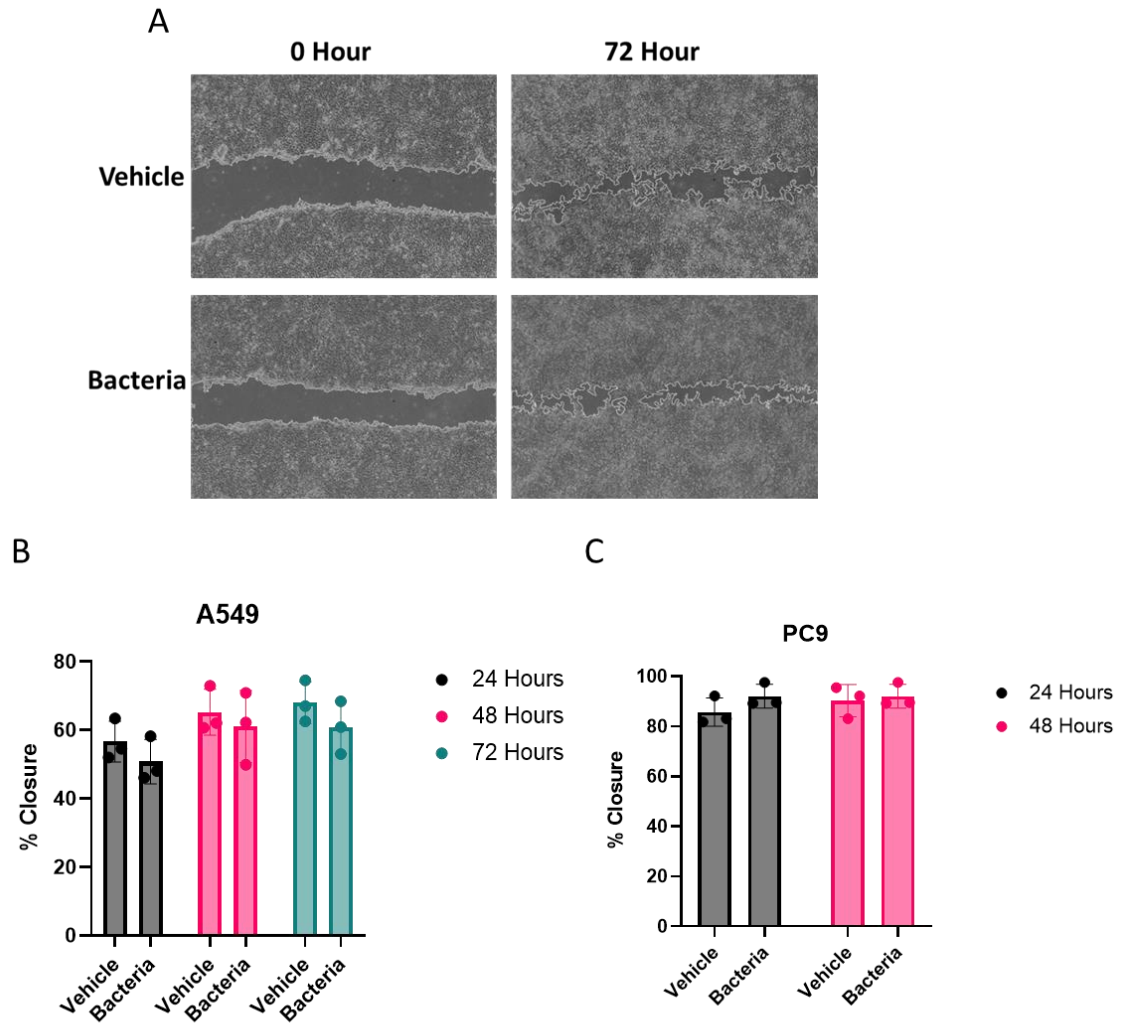 A
0 Hour
72 Hour
Vehicle
Bacteria
B
C
A549
% Closure
80
60
40
20
0
Vehicle
Bacteria
Vehicle
Bacteria
Vehicle
Bacteria
24 Hours
48 Hours
72 Hours
PC9
% Closure
100
80
60
40
20
0
Vehicle
Bacteria
Vehicle
Bacteria
24 Hours
48 Hours